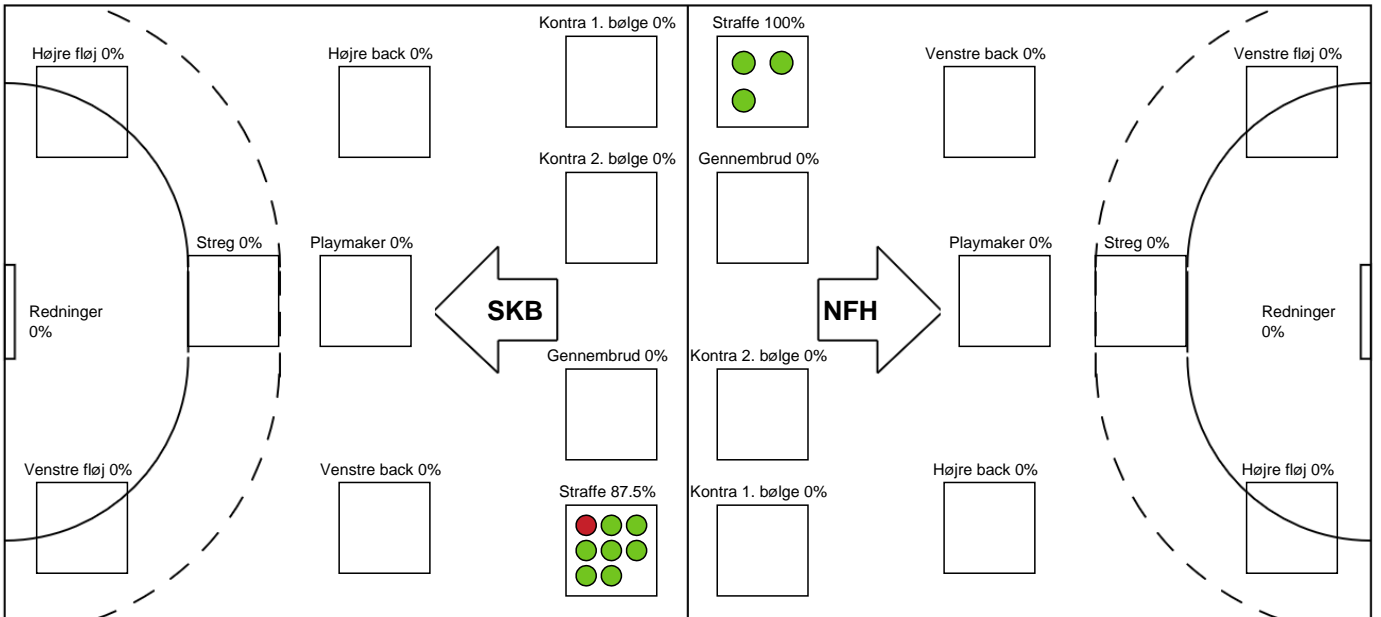 Kontra 1. bølge 0%
Straffe 100%
Højre fløj 0%
Højre back 0%
Venstre back 0%
Venstre fløj 0%
Kontra 2. bølge 0%
Gennembrud 0%
Streg 0%
Playmaker 0%
Playmaker 0%
Streg 0%
Redninger
0%
SKB
NFH
Redninger
0%
Gennembrud 0%
Kontra 2. bølge 0%
Venstre fløj 0%
Venstre back 0%
Højre back 0%
Højre fløj 0%
Straffe 87.5%
Kontra 1. bølge 0%